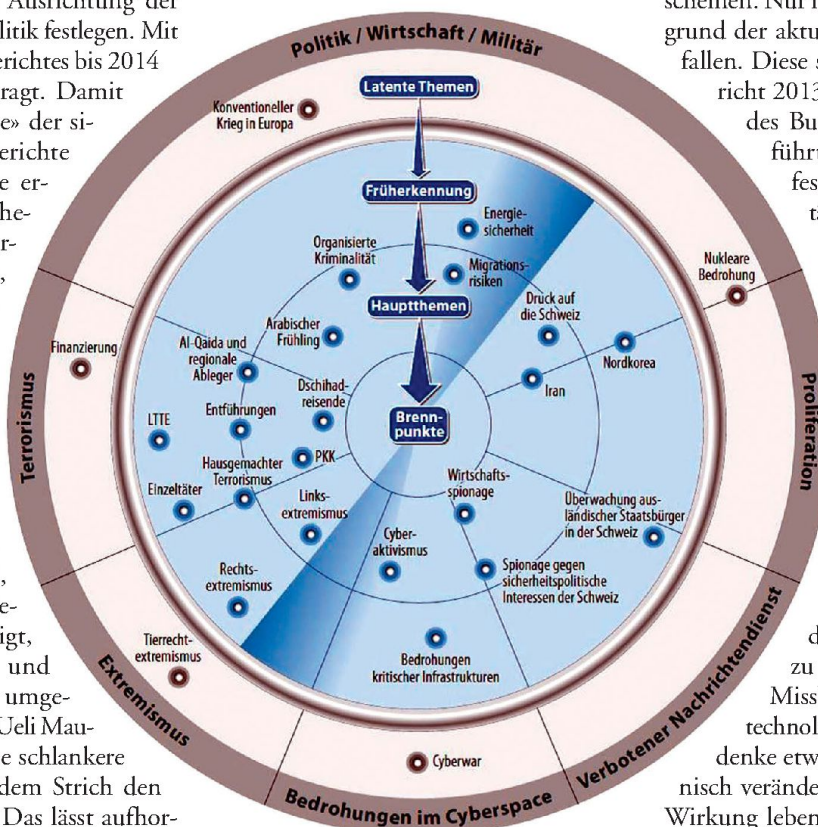 Ausrichtung der
litik festlegen. Mit
erichtes bis 2014
ragt. Damit
e» der si-
erichte
e er-
he-
r-
,
,
e-
igt,
und
umge-
Ueli Mau-
e schlankere
dem Strich den
Das lässt aufhor-
Politik / Wirtschaft / Militär
Latente Themen
Konventioneller
Krieg in Europa
Früherkennung
Energie-
sicherheit
Organisierte
Kriminalität
Migrations-
risiken
Nukleare
Bedrohung
Hauptthemen
Druck auf
die Schweiz
Arabischer
Frühling
Nordkorea
Finanzierung
Al-Qaida und
regionale
Ableger
Iran
Dschihad-
reisende
Brenn-
punkte
Terrorismus
Proliferation
LTTE
Entführungen
PKK
Hausgemachter
Terrorismus
Einzeltäter
Wirtschafts-
spionage
Links-
extremismus
Überwachung aus-
ländischer Staatsbürger
in der Schweiz
Cyber-
aktivismus
Rechts-
extremismus
Spionage gegen
sicherheitspolitische
Interessen der Schweiz
Tierrecht-
extremismus
Bedrohungen
kritischer Infrastrukturen
Extremismus
Cyberwar
Verbotener Nachrichtendienst
Bedrohungen im Cyberspace
grund der aktu
fallen. Diese s
richt 2013
des Bu
führt
fes
tä
d
zu
Miss
technol
denke etw
nisch veränder
Wirkung leben